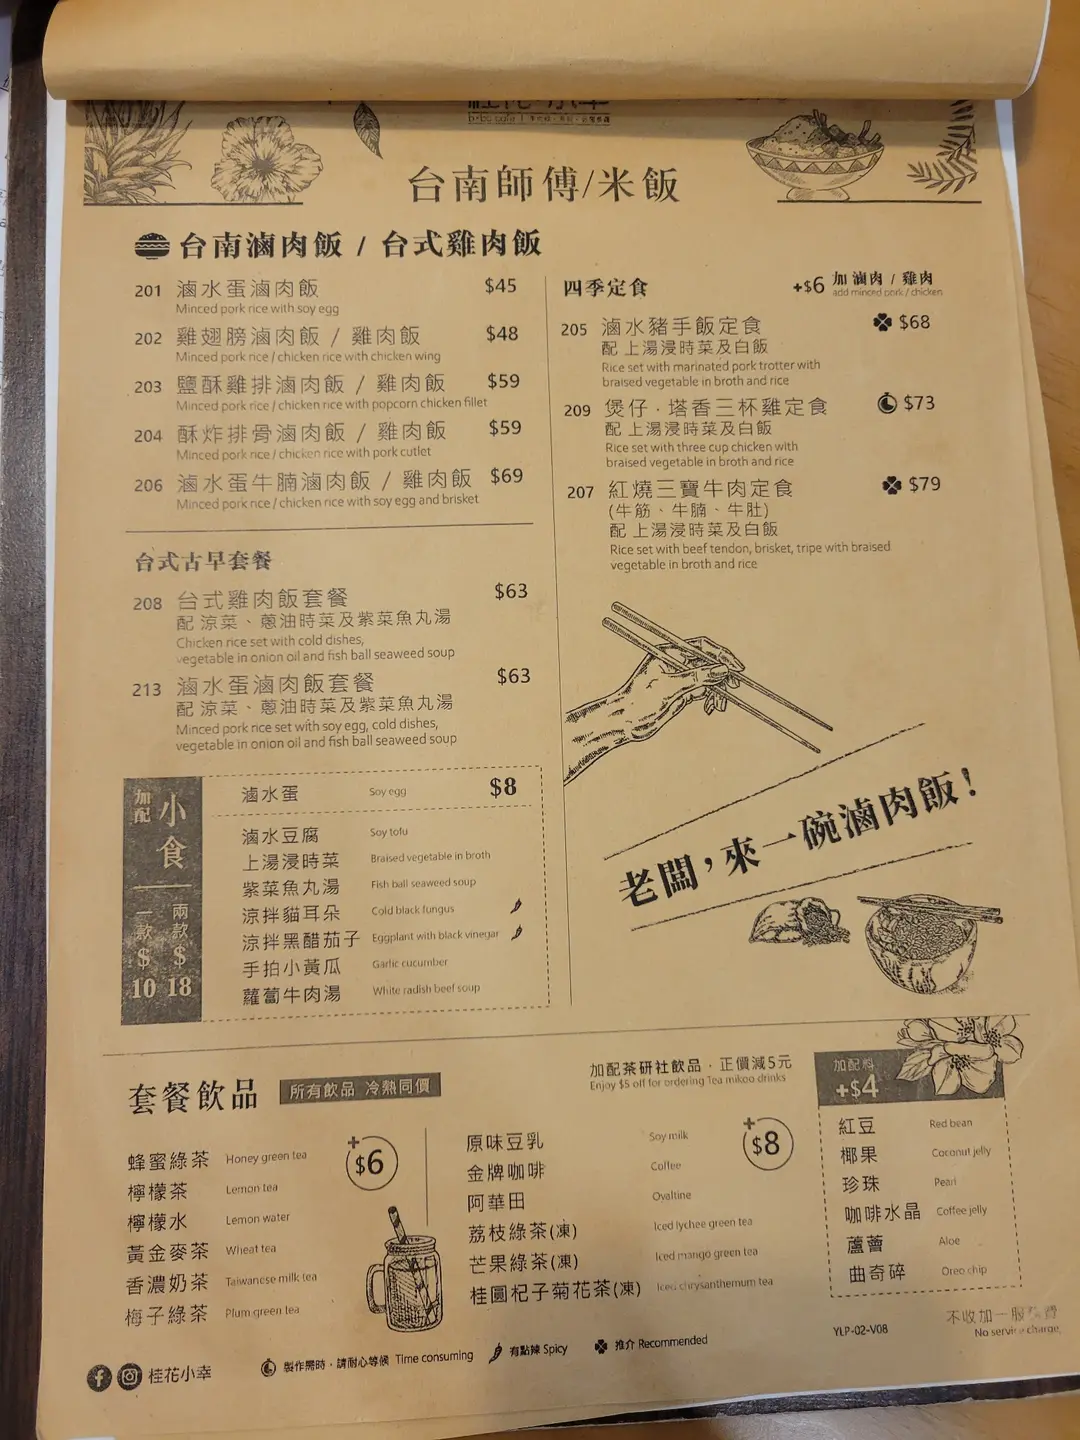 台南師傅/米飯
台南滷肉飯 / 台式雞肉飯
201 滷水蛋滷肉飯 $45
Minced pork rice with soy egg
202 雞翅膀滷肉飯 / 雞肉飯 $48
Minced pork rice / chicken rice with chicken wing
203 鹽酥雞排滷肉飯 / 雞肉飯 $59
Minced pork rice / chicken rice with popcorn chicken fillet
204 酥炸排骨滷肉飯 / 雞肉飯 $59
Minced pork rice / chicken rice with pork cutlet
206 滷水蛋牛腩滷肉飯 / 雞肉飯 $69
Minced pork rice / chicken rice with soy egg and brisket
台式古早套餐
208 台式雞肉飯套餐 $63
配 涼菜、蔥油時菜及紫菜魚丸湯
Chicken rice set with cold dishes,
vegetable in onion oil and fish ball seaweed soup
213 滷水蛋滷肉飯套餐 $63
配 涼菜、蔥油時菜及紫菜魚丸湯
Minced pork rice set with soy egg, cold dishes,
vegetable in onion oil and fish ball seaweed soup
四季定食 +$6 加 滷肉 / 雞肉
add minced pork / chicken
205 滷水豬手飯定食 $68
配 上湯浸時菜及白飯
Rice set with marinated pork trotter with
braised vegetable in broth and rice
209 煲仔．塔香三杯雞定食 $73
配 上湯浸時菜及白飯
Rice set with three cup chicken with
braised vegetable in broth and rice
207 紅燒三寶牛肉定食 $79
(牛筋、牛腩、牛肚)
配 上湯浸時菜及白飯
Rice set with beef tendon, brisket, tripe with braised
vegetable in broth and rice
老闆，來一碗滷肉飯！
加配
小食
一款 $10
兩款 $18
滷水蛋 Soy egg $8
滷水豆腐 Soy tofu
上湯浸時菜 Braised vegetable in broth
紫菜魚丸湯 Fish ball seaweed soup
涼拌貓耳朵 Cold black fungus
涼拌黑醋茄子 Eggplant with black vinegar
手拍小黃瓜 Garlic cucumber
蘿蔔牛肉湯 White radish beef soup
套餐飲品 所有飲品 冷熱同價
加配茶研社飲品．正價減5元
Enjoy $5 off for ordering Tea mikoo drinks
+$6
蜂蜜綠茶 Honey green tea
檸檬茶 Lemon tea
檸檬水 Lemon water
黃金麥茶 Wheat tea
香濃奶茶 Taiwanese milk tea
梅子綠茶 Plum green tea
+$8
原味豆乳 Soy milk
金牌咖啡 Coffee
阿華田 Ovaltine
荔枝綠茶(凍) Iced lychee green tea
芒果綠茶(凍) Iced mango green tea
桂圓杞子菊花茶(凍) Iced chrysanthemum tea
加配料
+$4
紅豆 Red bean
椰果 Coconut jelly
珍珠 Pearl
咖啡水晶 Coffee jelly
蘆薈 Aloe
曲奇碎 Oreo chip
不收加一服務費
No service charge,
YLP-02-V08
桂花小幸
製作需時，請耐心等候 Time consuming
有點辣 Spicy
推介 Recommended